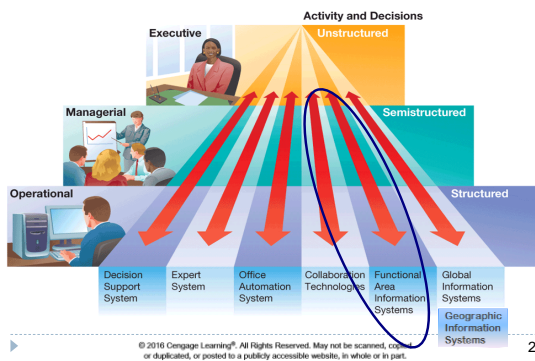 Activity and Decisions
Executive
Unstructured
Managerial
Semistructured
Operational
Structured
Decision
Support
System
Expert
System
Office
Automation
System
Collaboration
Technologies
Functional
Area
Information
Systems
Global
Information
Systems
Geographic
Information
Systems
© 2016 Cengage Learning®. All Rights Reserved. May not be scanned, copied
or duplicated, or posted to a publicly accessible website, in whole or in part.
2